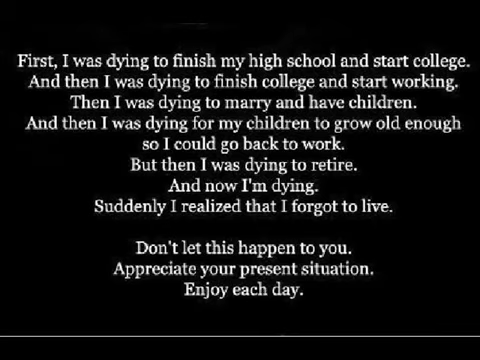 First, I was dying to finish my high school and start college.
And then I was dying to finish college and start working.
Then I was dying to marry and have children.
And then I was dying for my children to grow old enough
so I could go back to work.
But then I was dying to retire.
And now I'm dying.
Suddenly I realized that I forgot to live.
Don't let this happen to you.
Appreciate your present situation.
Enjoy each day.